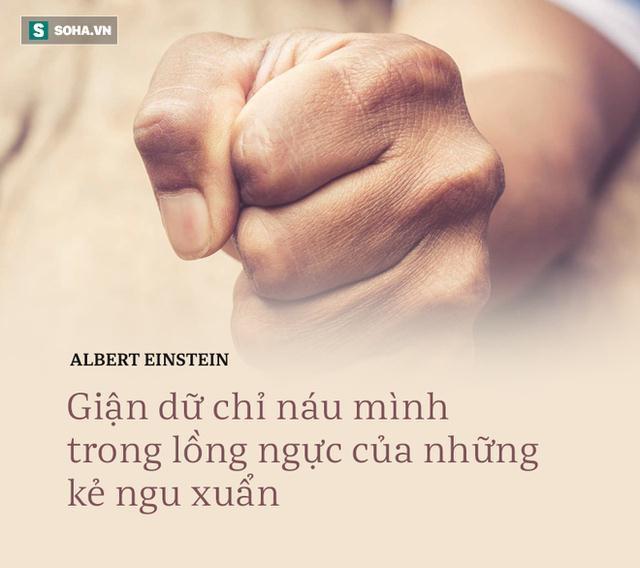 S SOHA.VN
ALBERT EINSTEIN
Giận dữ chỉ náu mình
trong lồng ngực của những
kẻ ngu xuẩn